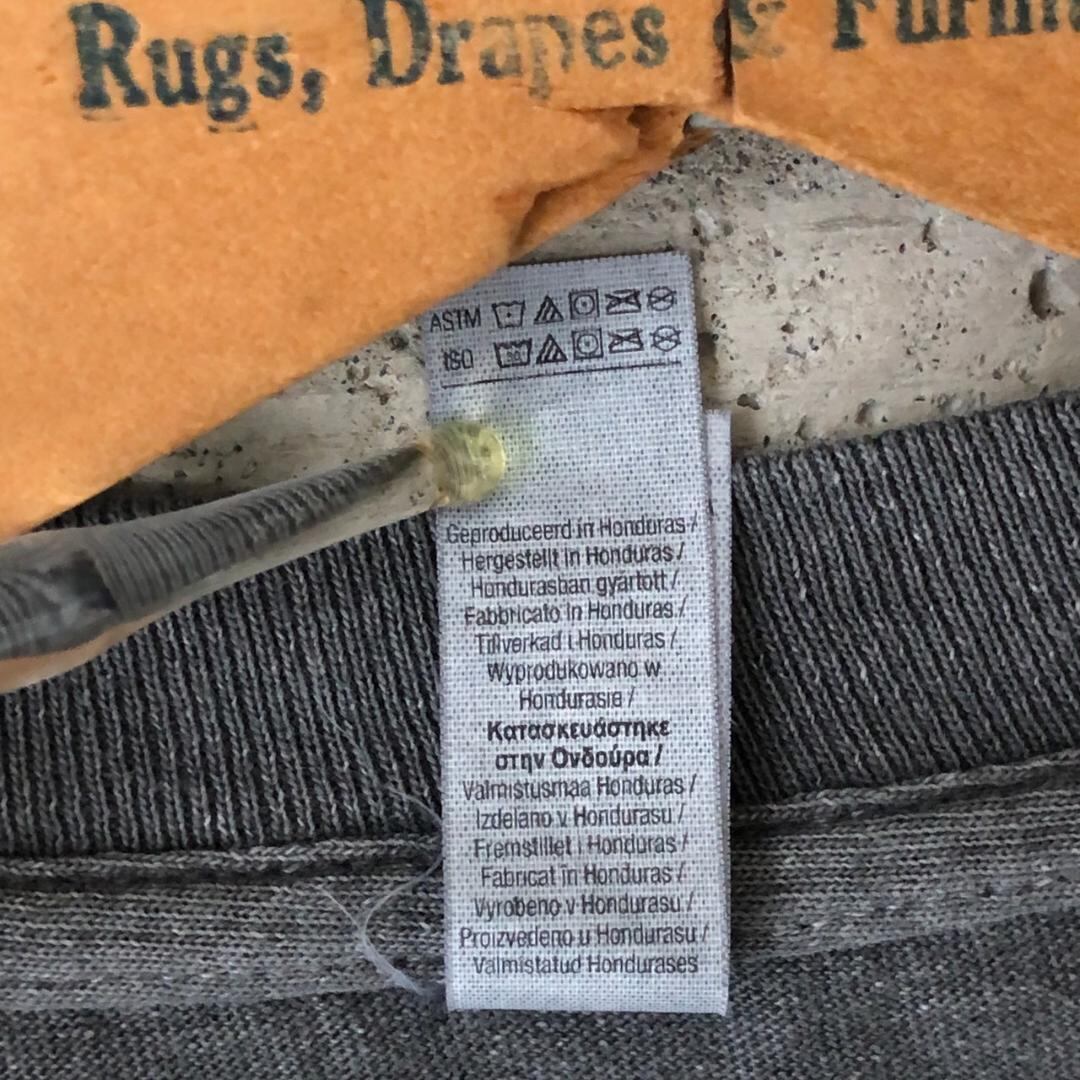 Rugs, Drapes & Furni
ASTM
ISO
Geproduceerd in Honduras /
Hergestellt in Honduras /
Hondurasban gyártott /
Fabbricato in Honduras /
Tillverkad i Honduras /
Wyprodukowano w
Hondurasie /
Κατασκευάστηκε
στην Ονδούρα /
Valmistusmaa Honduras /
Izdelano v Hondurasu /
Fremstillet i Honduras /
Fabricat în Honduras /
Vyrobeno v Hondurasu /
Proizvedeno u Hondurasu /
Valmistatud Hondurases